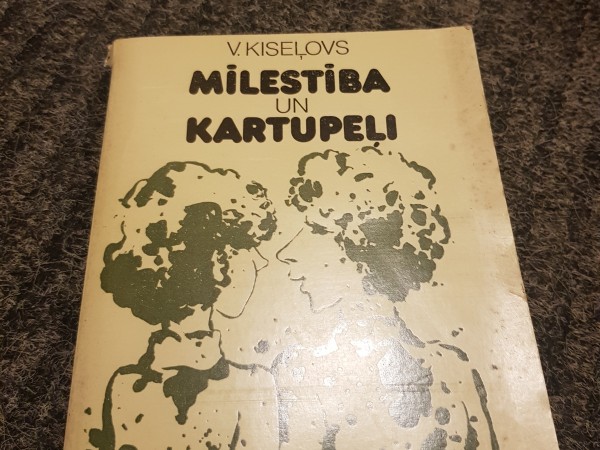 V. KISEĻOVS
MĪLESTĪBA
UN
KARTUPEĻI